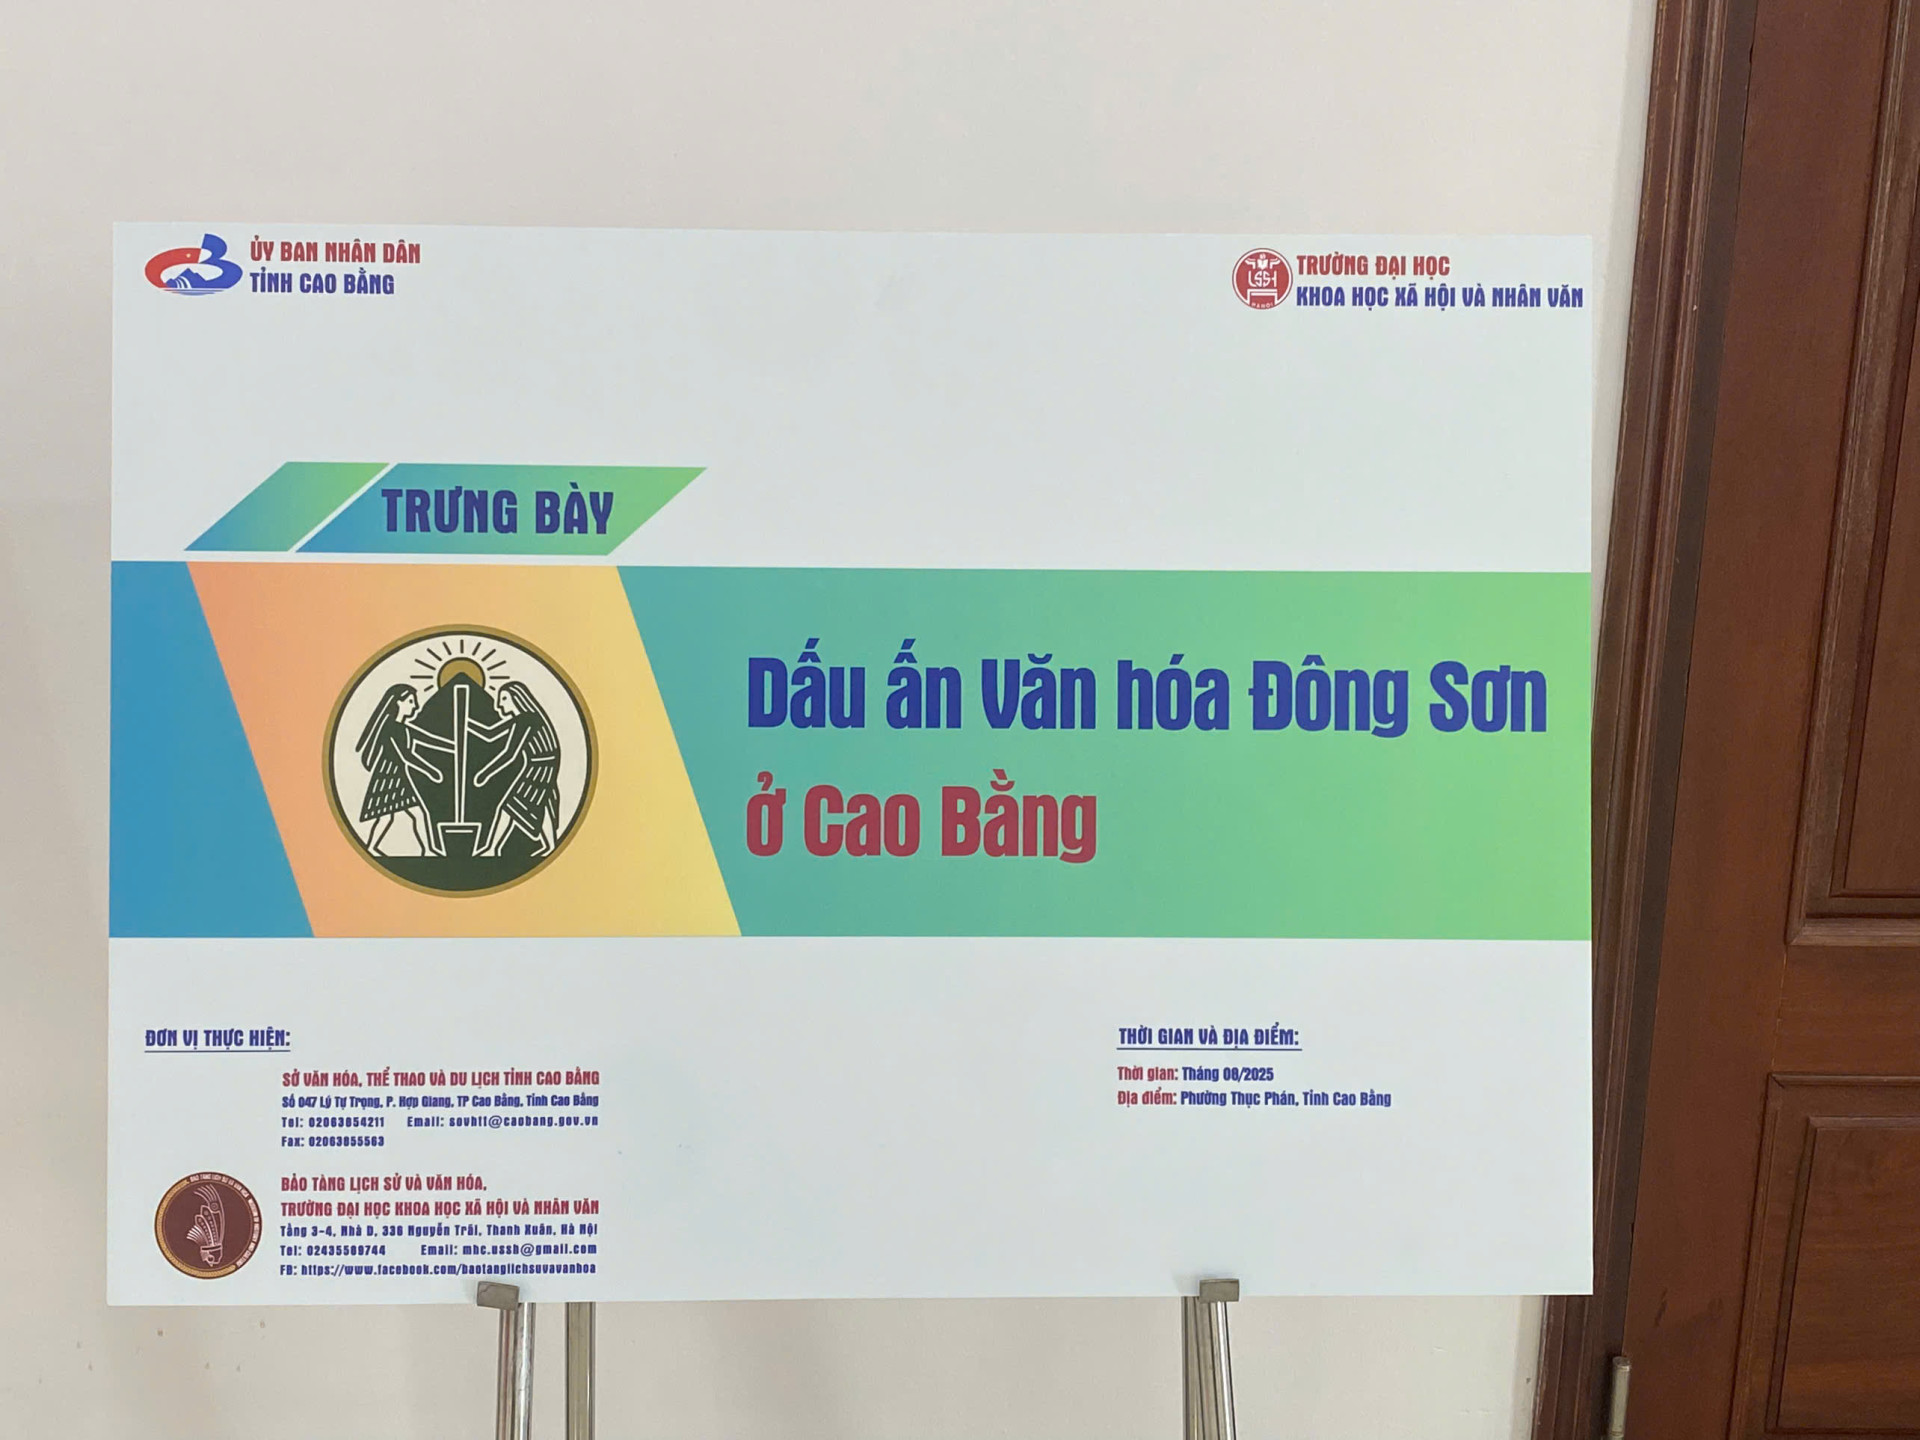 ỦY BAN NHÂN DÂN
TỈNH CAO BẰNG
TRƯỜNG ĐẠI HỌC
KHOA HỌC XÃ HỘI VÀ NHÂN VĂN
TRƯNG BÀY
Dấu ấn Văn hóa Đông Sơn
ở Cao Bằng
ĐƠN VỊ THỰC HIỆN:
SỞ VĂN HÓA, THỂ THAO VÀ DU LỊCH TỈNH CAO BẰNG
Số 047 Lý Tự Trọng, P. Hợp Giang, TP Cao Bằng, Tỉnh Cao Bằng
Tel: 02063854211 Email: sovhtt@caobang.gov.vn
Fax: 02063855563
BẢO TÀNG LỊCH SỬ VÀ VĂN HÓA,
TRƯỜNG ĐẠI HỌC KHOA HỌC XÃ HỘI VÀ NHÂN VĂN
Tầng 3-4, Nhà D, 336 Nguyễn Trãi, Thanh Xuân, Hà Nội
Tel: 02435589744 Email: mhc.ussh@gmail.com
FB: https://www.facebook.com/baotanglichsuvavanhoa
THỜI GIAN VÀ ĐỊA ĐIỂM:
Thời gian: Tháng 08/2025
Địa điểm: Phường Thục Phán, Tỉnh Cao Bằng